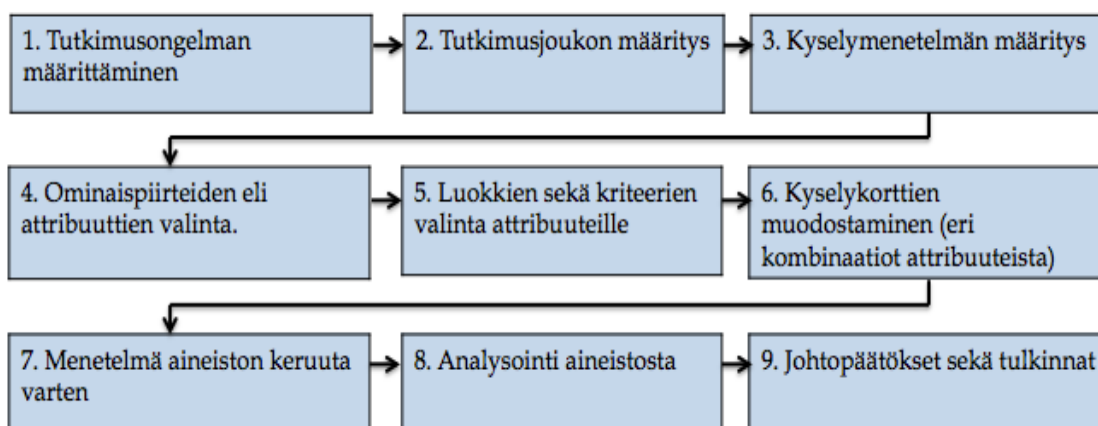 1. Tutkimusongelman
määrittäminen
2. Tutkimusjoukon määritys
3. Kyselymenetelmän määritys
4. Ominaispiirteiden eli
attribuuttien valinta.
5. Luokkien sekä kriteerien
valinta attribuuteille
6. Kyselykorttien
muodostaminen (eri
kombinaatiot attribuuteista)
7. Menetelmä aineiston keruuta
varten
8. Analysointi aineistosta
9. Johtopäätökset sekä tulkinnat